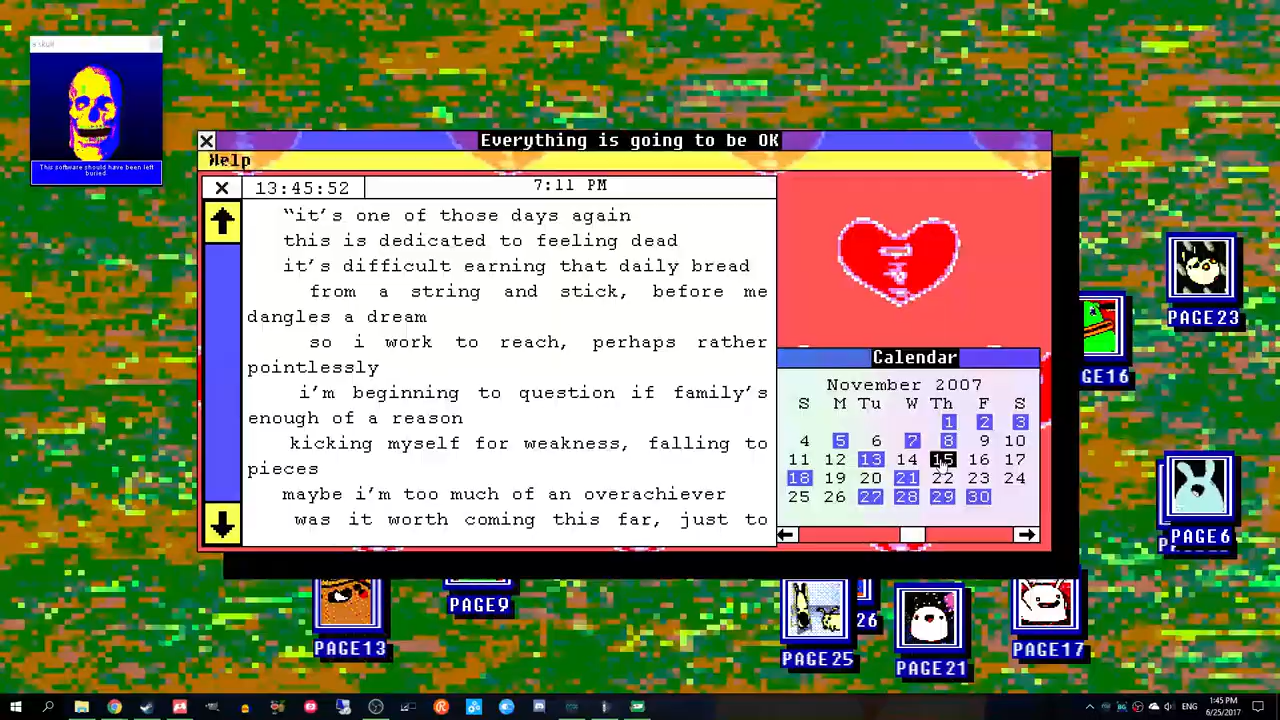 This software should have been left
buried
Everything is going to be OK
Help
13:45:52
7:11 PM
“it's one of those days again
this is dedicated to feeling dead
it's difficult earning that daily bread
from a string and stick, before me
dangles a dream
so i work to reach, perhaps rather
pointlessly
i'm beginning to question if family's
enough of a reason
kicking myself for weakness, falling to
pieces
maybe i'm too much of an overachiever
was it worth coming this far, just to
Calendar
November 2007
S M Tu W Th F S
1 2 3
4 5 6 7 8 9 10
11 12 13 14 15 16 17
18 19 20 21 22 23 24
25 26 27 28 29 30
PAGE23
GE16
PAGE6
PAGE9
PAGE13
26
PAGE25
PAGE21
PAGE17
ENG
1:45 PM
6/25/2017